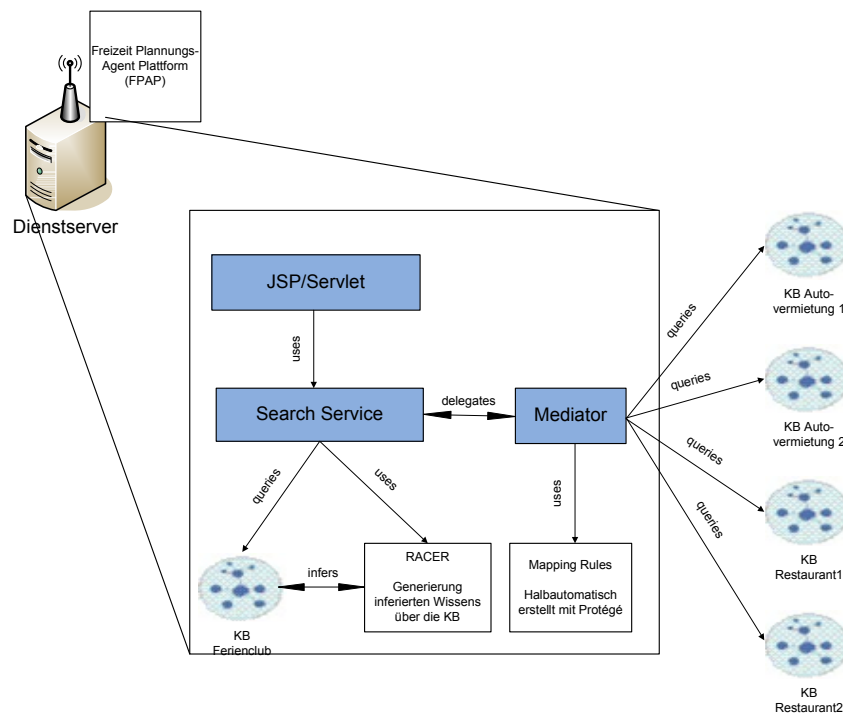 Freizeit Plannungs-
Agent Plattform
(FPAP)
Dienstserver
JSP/Servlet
uses
Search Service
delegates
Mediator
queries
uses
uses
queries
queries
queries
queries
KB Auto-
vermietung 1
KB Auto-
vermietung 2
KB
Restaurant1
KB
Restaurant2
KB
Ferienclub
infers
RACER
Generierung
inferierten Wissens
über die KB
Mapping Rules
Halbautomatisch
erstellt mit Protégé